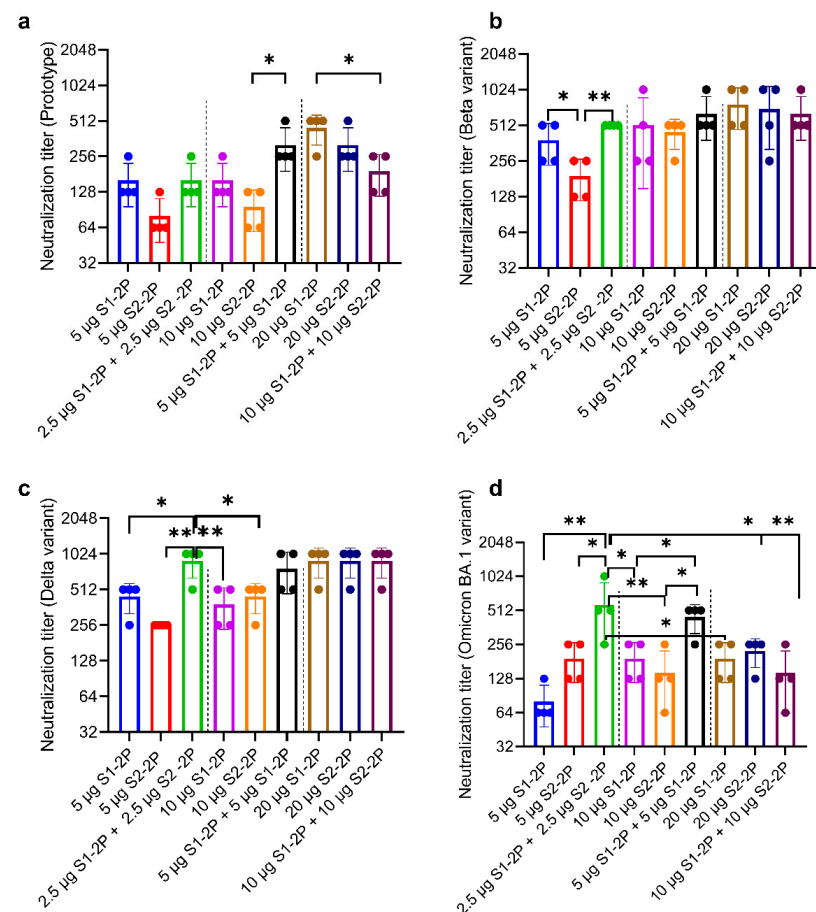 a
Neutralization titer (Prototype)
2048
1024
512
256
128
64
32
*
*
5 µg S1-2P
5 µg S2-2P
2.5 µg S1-2P + 2.5 µg S2 -2P
10 µg S1-2P
10 µg S2-2P
5 µg S1-2P + 5 µg S1-2P
20 µg S1-2P
20 µg S2-2P
10 µg S1-2P + 10 µg S2-2P
b
Neutralization titer (Beta variant)
2048
1024
512
256
128
64
32
*
**
5 µg S1-2P
5 µg S2-2P
2.5 µg S1-2P + 2.5 µg S2 -2P
10 µg S1-2P
10 µg S2-2P
5 µg S1-2P + 5 µg S1-2P
20 µg S1-2P
20 µg S2-2P
10 µg S1-2P + 10 µg S2-2P
c
Neutralization titer (Delta variant)
2048
1024
512
256
128
64
32
*
*
**
**
5 µg S1-2P
5 µg S2-2P
2.5 µg S1-2P + 2.5 µg S2 -2P
10 µg S1-2P
10 µg S2-2P
5 µg S1-2P + 5 µg S1-2P
20 µg S1-2P
20 µg S2-2P
10 µg S1-2P + 10 µg S2-2P
d
Neutralization titer (Omicron BA.1 variant)
2048
1024
512
256
128
64
32
**
*
**
*
*
*
**
*
*
5 µg S1-2P
5 µg S2-2P
2.5 µg S1-2P + 2.5 µg S2 -2P
10 µg S1-2P
10 µg S2-2P
5 µg S1-2P + 5 µg S1-2P
20 µg S1-2P
20 µg S2-2P
10 µg S1-2P + 10 µg S2-2P